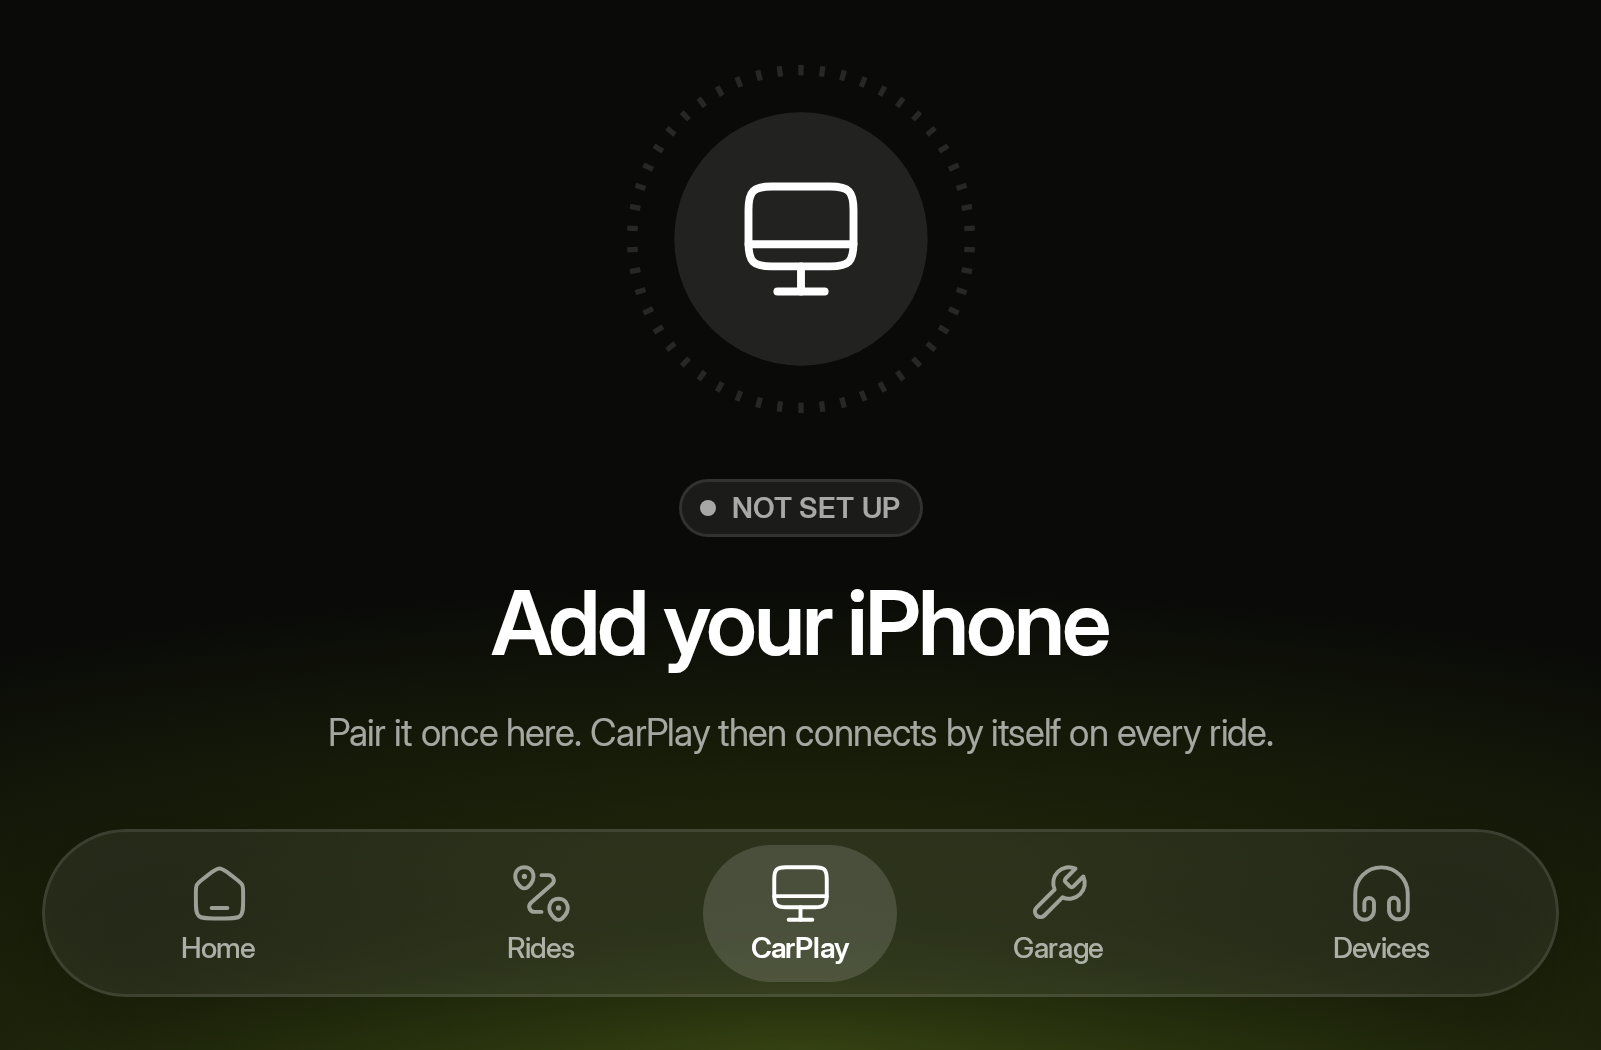 NOT SET UP
Add your iPhone
Pair it once here. CarPlay then connects by itself on every ride.
Home
Rides
CarPlay
Garage
Devices